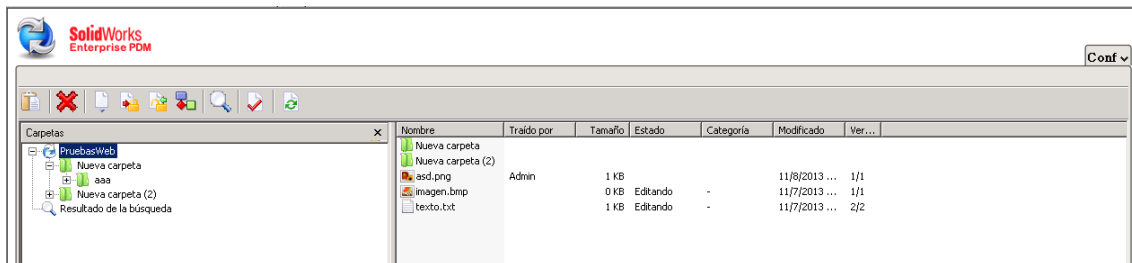 SolidWorks
Enterprise PDM
Conf
Carpetas x
PruebasWeb
Nueva carpeta
aaa
Nueva carpeta (2)
Resultado de la búsqueda
Nombre Traído por Tamaño Estado Categoría Modificado Ver...
Nueva carpeta
Nueva carpeta (2)
asd.png Admin 1 KB 11/8/2013 ... 1/1
imagen.bmp 0 KB Editando - 11/7/2013 ... 1/1
texto.txt 1 KB Editando - 11/7/2013 ... 2/2